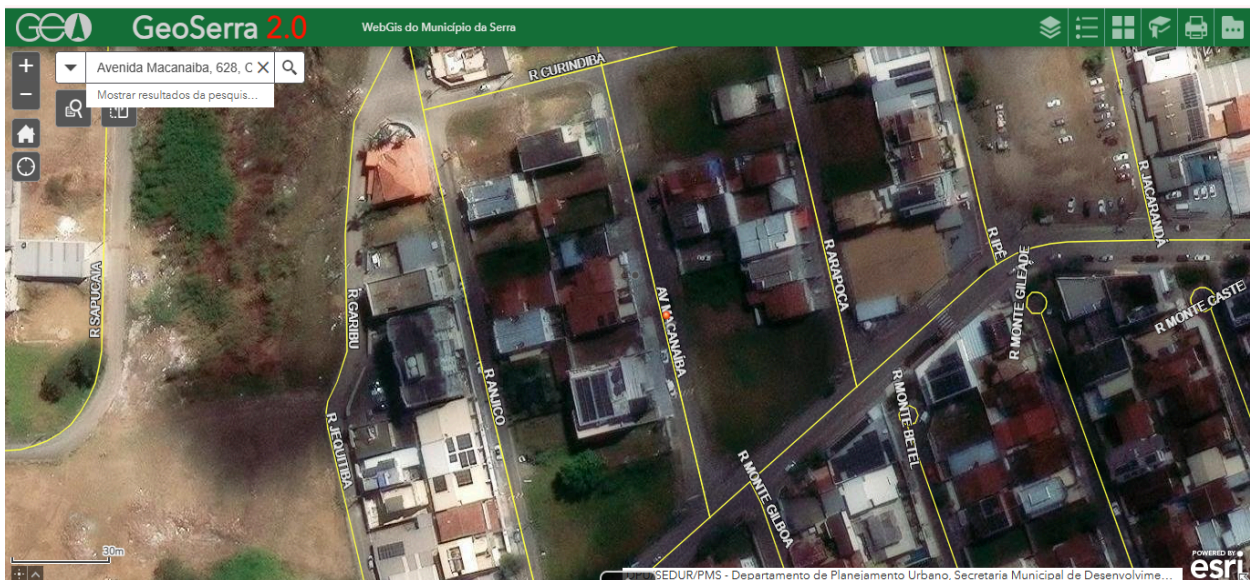 GEO
GeoSerra 2.0
WebGis do Município da Serra
Avenida Macanaiba, 628, C
Mostrar resultados da pesquis...
R CURINDIBA
R JACARANDÁ
R IPÊ
R ARAPOCA
R MONTE GILEADE
R SAPUCAIA
R GARIBU
AV MACANAÍBA
R MONTE CASTE
R ANJICO
R MONTE BETEL
R JEQUITIBA
R MONTE GILBOA
30m
POWERED BY
esri
SEDUR/PMS - Departamento de Planejamento Urbano, Secretaria Municipal de Desenvolvime...